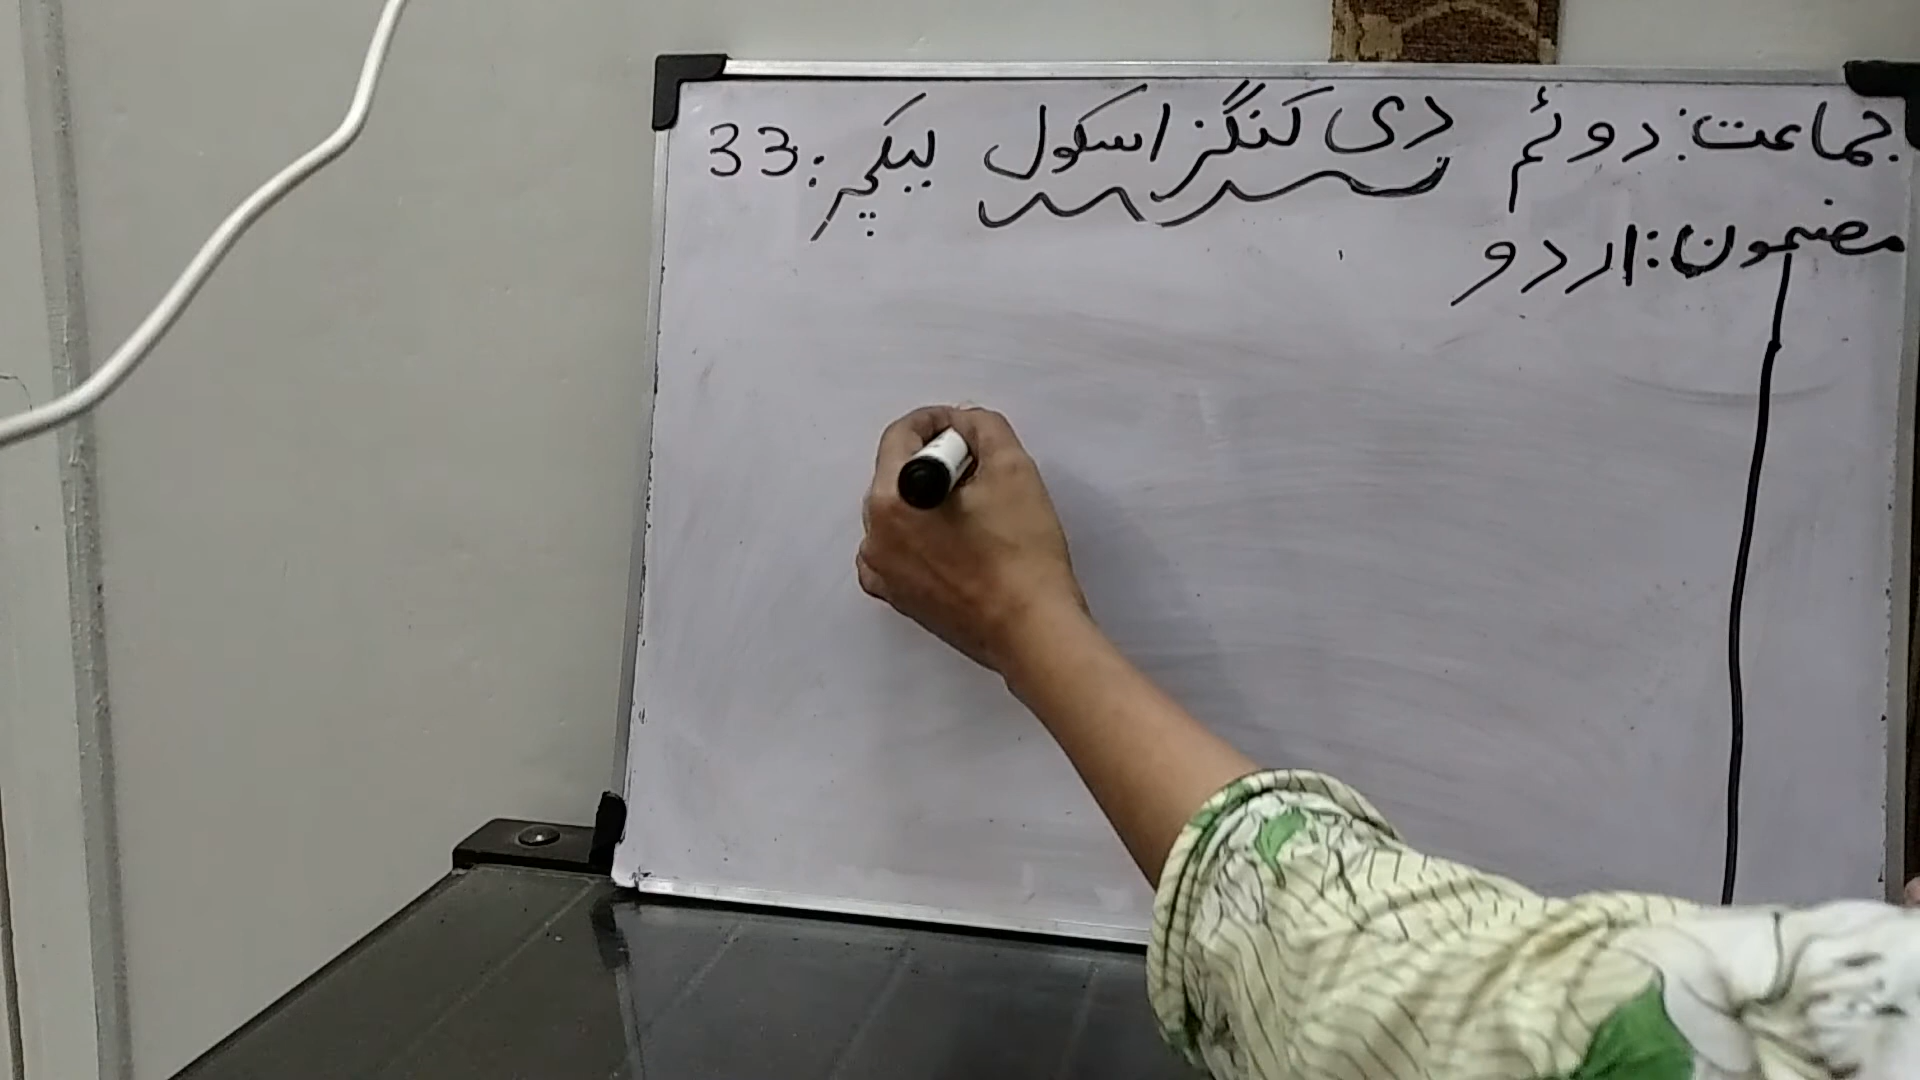 جماعت: دوئم دی کنگز اسکول لیکچر: 33
مضمون: اردو